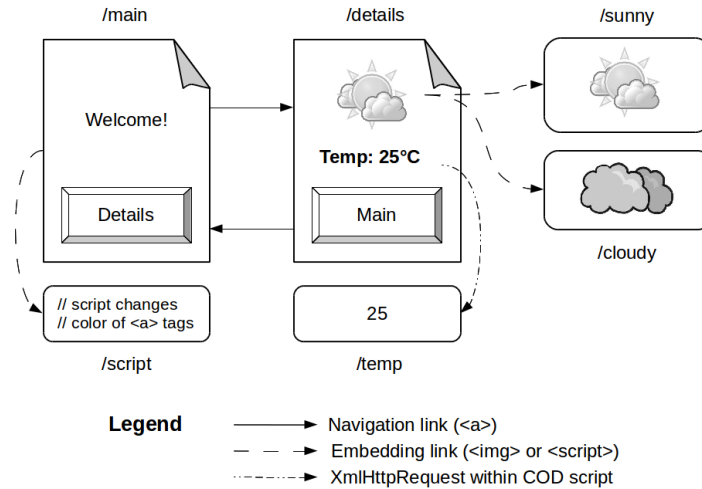 /main
/details
/sunny
Welcome!
Temp: 25°C
Details
Main
/cloudy
// script changes
// color of <a> tags
25
/script
/temp
Legend
Navigation link (<a>)
Embedding link (<img> or <script>)
XmlHttpRequest within COD script